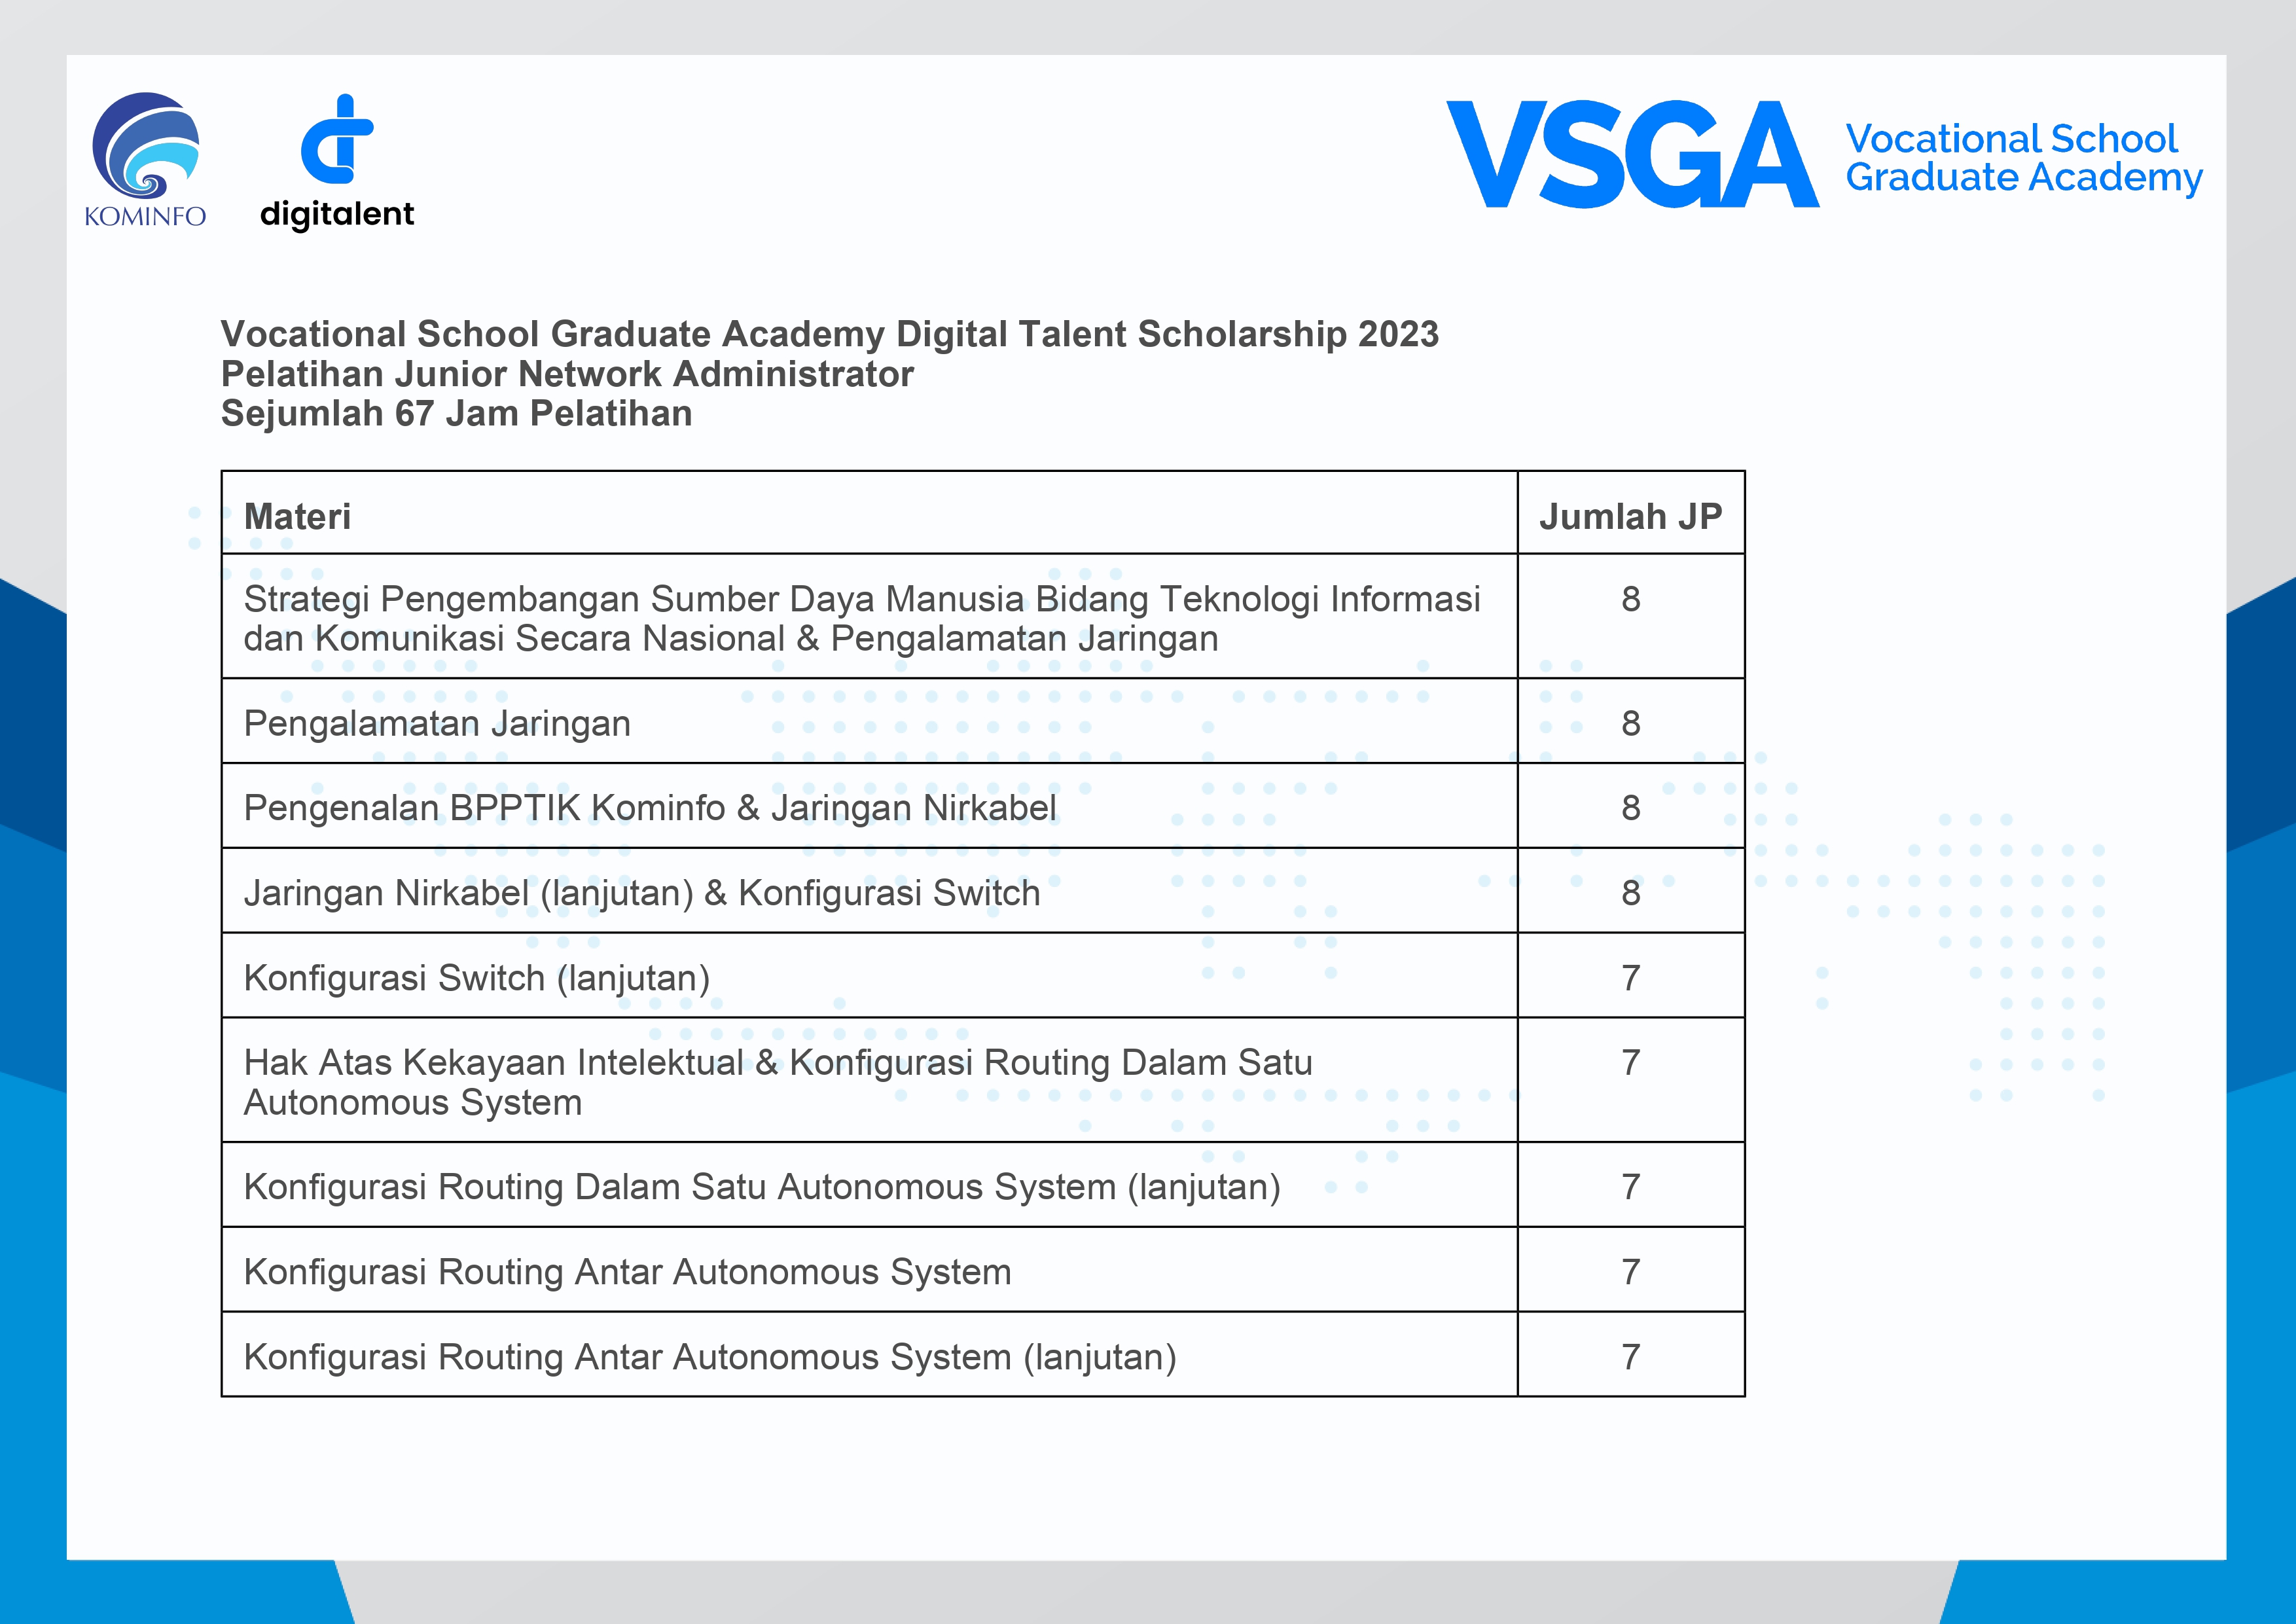 KOMINFO
digitalent
VSGA
Vocational School
Graduate Academy
Vocational School Graduate Academy Digital Talent Scholarship 2023
Pelatihan Junior Network Administrator
Sejumlah 67 Jam Pelatihan
Materi Jumlah JP
Strategi Pengembangan Sumber Daya Manusia Bidang Teknologi Informasi 8
dan Komunikasi Secara Nasional & Pengalamatan Jaringan
Pengalamatan Jaringan 8
Pengenalan BPPTIK Kominfo & Jaringan Nirkabel 8
Jaringan Nirkabel (lanjutan) & Konfigurasi Switch 8
Konfigurasi Switch (lanjutan) 7
Hak Atas Kekayaan Intelektual & Konfigurasi Routing Dalam Satu 7
Autonomous System
Konfigurasi Routing Dalam Satu Autonomous System (lanjutan) 7
Konfigurasi Routing Antar Autonomous System 7
Konfigurasi Routing Antar Autonomous System (lanjutan) 7